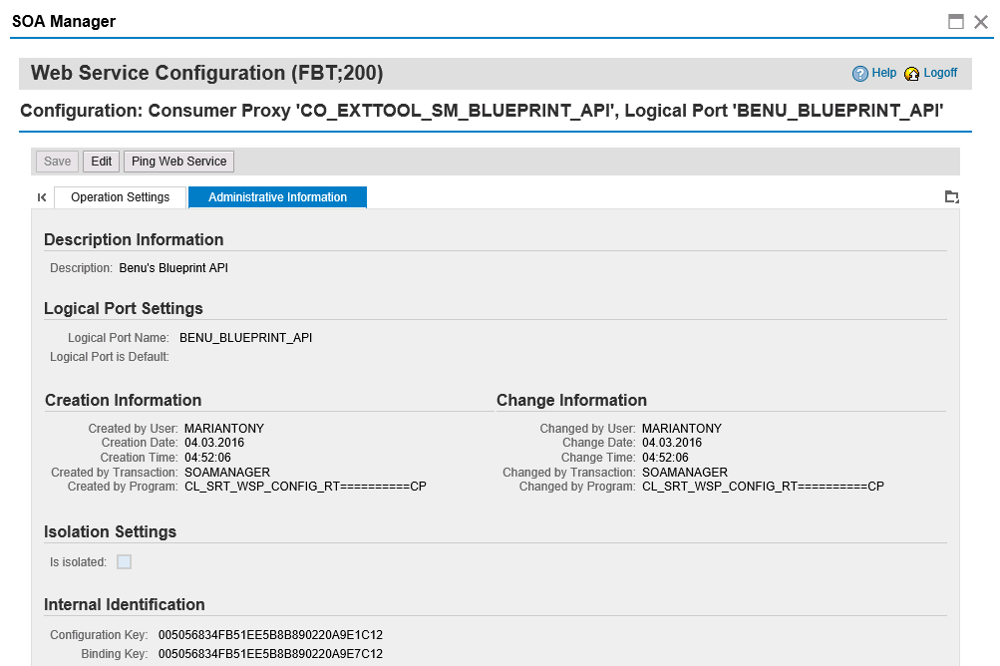 SOA Manager
Web Service Configuration (FBT;200)
Help Logoff
Configuration: Consumer Proxy 'CO_EXTTOOL_SM_BLUEPRINT_API', Logical Port 'BENU_BLUEPRINT_API'
Save Edit Ping Web Service
Operation Settings Administrative Information
Description Information
Description: Benu's Blueprint API
Logical Port Settings
Logical Port Name: BENU_BLUEPRINT_API
Logical Port is Default:
Creation Information
Created by User: MARIANTONY
Creation Date: 04.03.2016
Creation Time: 04:52:06
Created by Transaction: SOAMANAGER
Created by Program: CL_SRT_WSP_CONFIG_RT==========CP
Change Information
Changed by User: MARIANTONY
Change Date: 04.03.2016
Change Time: 04:52:06
Changed by Transaction: SOAMANAGER
Changed by Program: CL_SRT_WSP_CONFIG_RT==========CP
Isolation Settings
Is isolated:
Internal Identification
Configuration Key: 005056834FB51EE5B8B890220A9E1C12
Binding Key: 005056834FB51EE5B8B890220A9E7C12